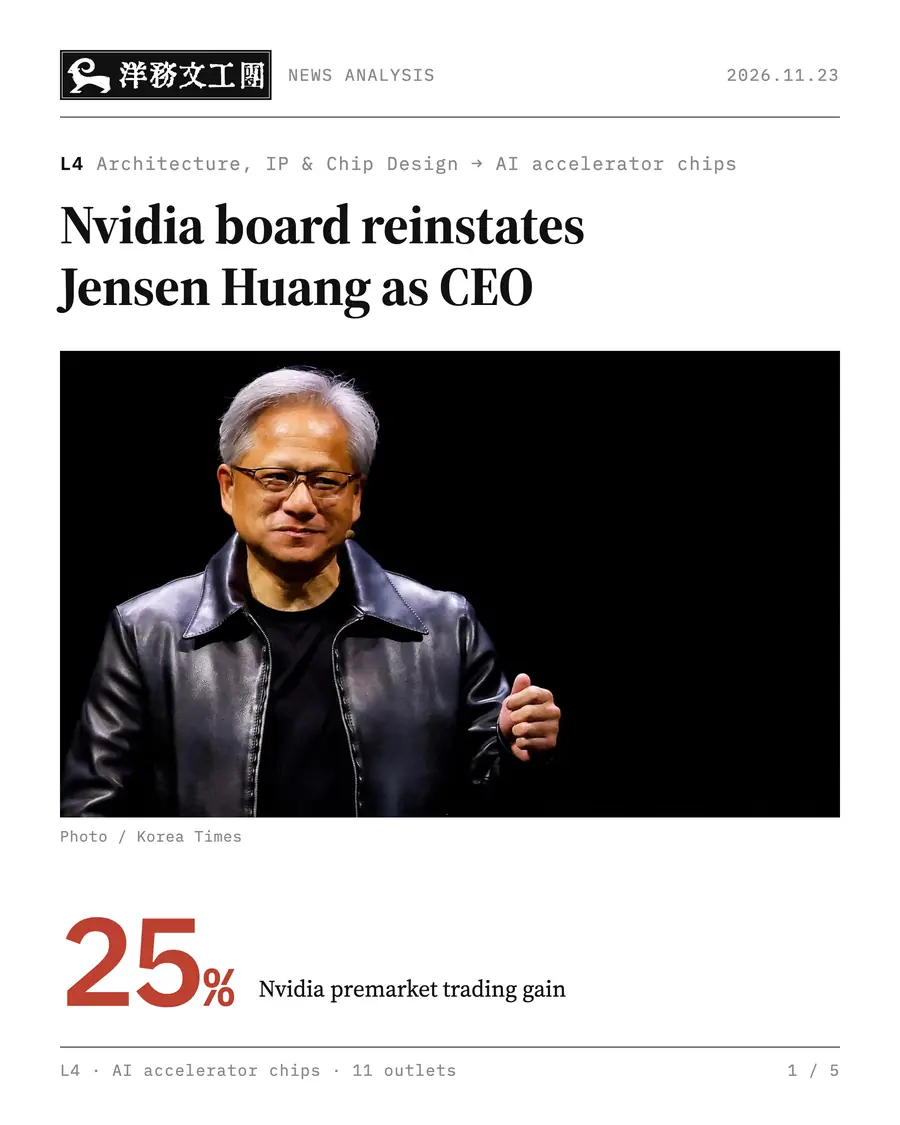 洋務文工團
NEWS ANALYSIS
2026.11.23
L4 Architecture, IP & Chip Design → AI accelerator chips
Nvidia board reinstates
Jensen Huang as CEO
Photo / Korea Times
25% Nvidia premarket trading gain
L4 · AI accelerator chips · 11 outlets
1 / 5